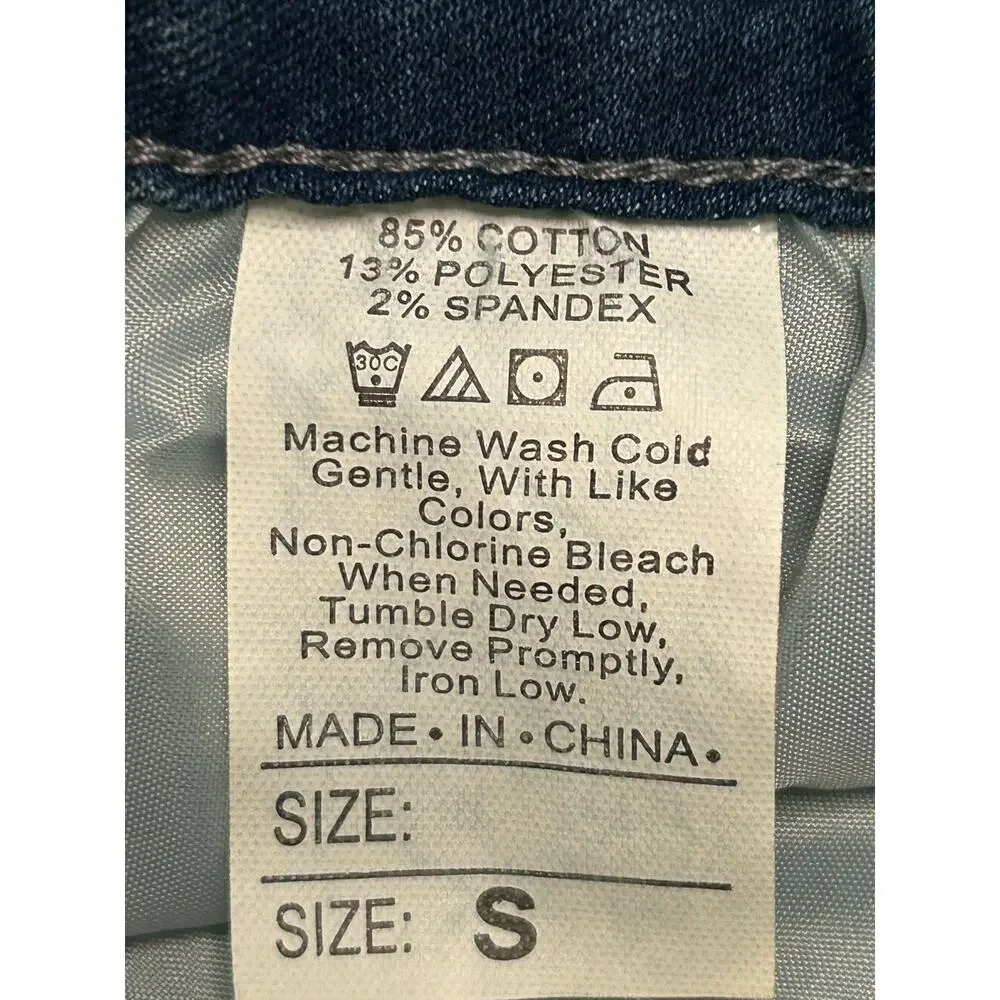 85% COTTON
13% POLYESTER
2% SPANDEX
30C
Machine Wash Cold
Gentle, With Like
Colors,
Non-Chlorine Bleach
When Needed,
Tumble Dry Low,
Remove Promptly,
Iron Low.
MADE•IN•CHINA•
SIZE:
SIZE: S